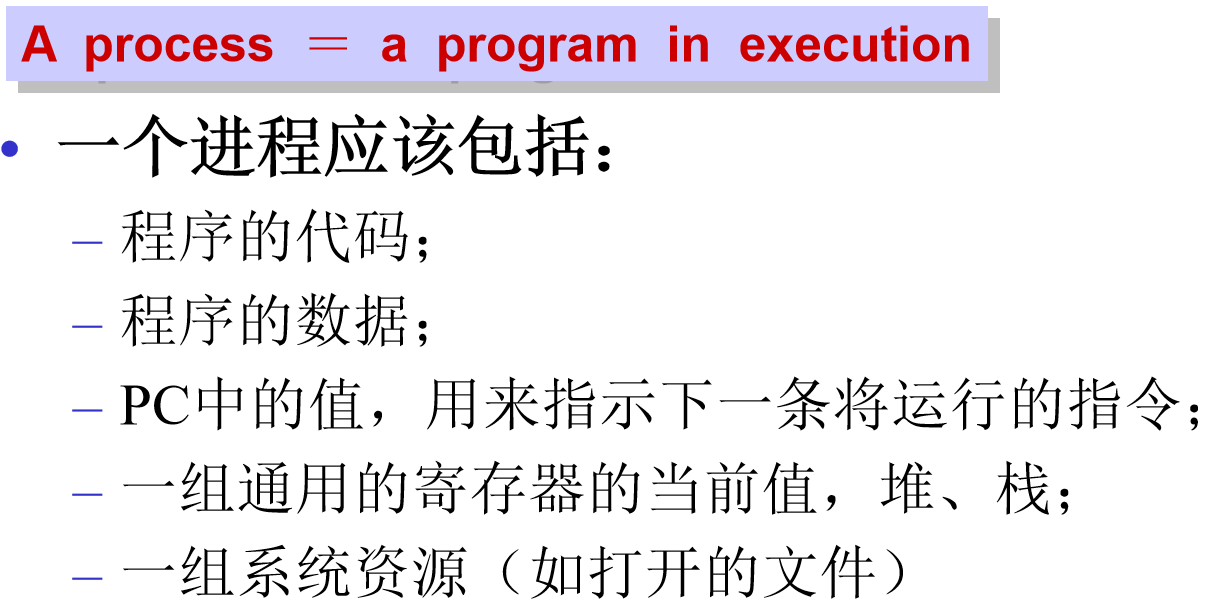 A process ＝ a program in execution
• 一个进程应该包括：
– 程序的代码；
– 程序的数据；
– PC中的值，用来指示下一条将运行的指令；
– 一组通用的寄存器的当前值，堆、栈；
– 一组系统资源（如打开的文件）